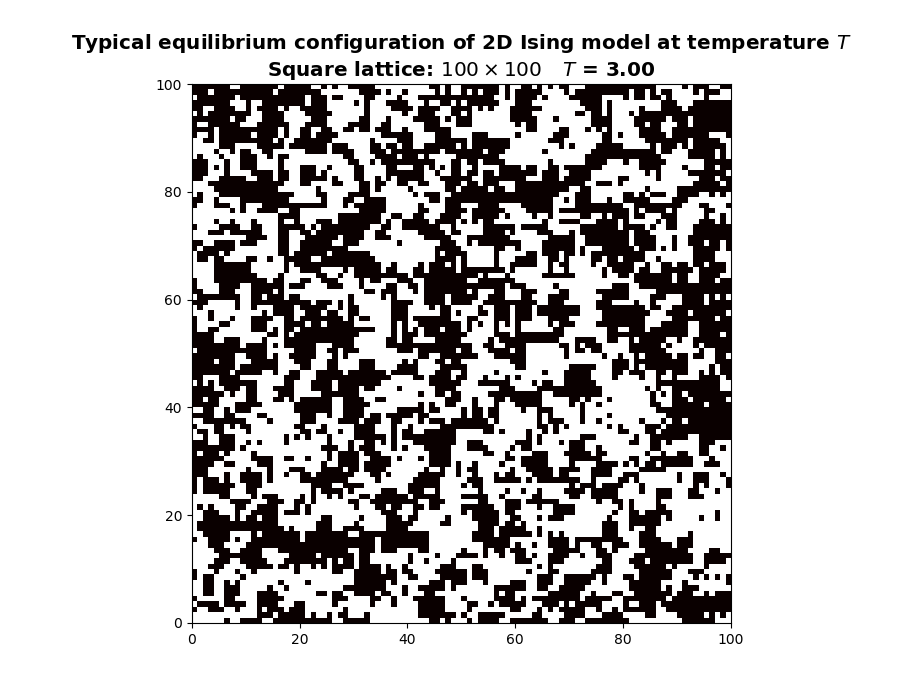 Typical equilibrium configuration of 2D Ising model at temperature T
Square lattice: 100 × 100 T = 3.00
100
80
60
40
20
0
0 20 40 60 80 100